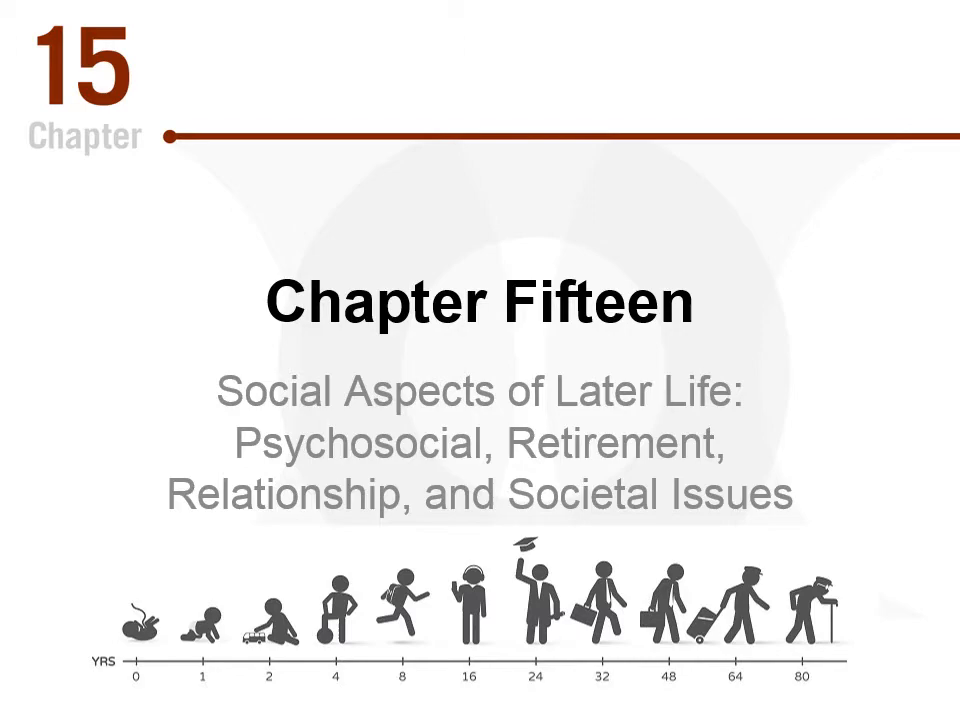 15
Chapter
Chapter Fifteen
Social Aspects of Later Life:
Psychosocial, Retirement,
Relationship, and Societal Issues
YRS
0 1 2 4 8 16 24 32 48 64 80